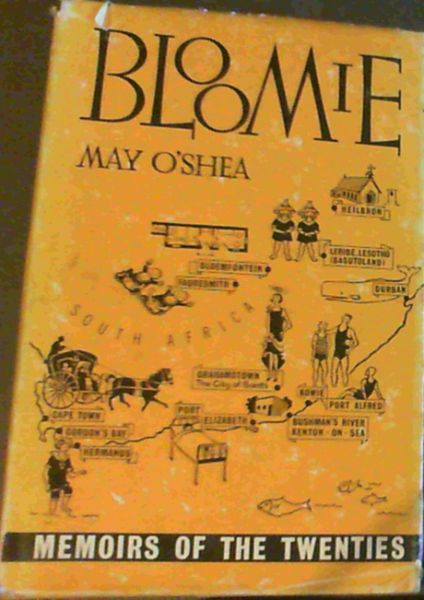 BLOOMIE
MAY O'SHEA
HEILBRON
LERIBE, LESOTHO
(BASUTOLAND)
BLOEMFONTEIN
FAURESMITH
DURBAN
SOUTH AFRICA
GRAHAMSTOWN
The City of Saints
KOWIE
PORT ALFRED
CAPE TOWN
PORT
ELIZABETH
BUSHMAN'S RIVER
KENTON-ON-SEA
GORDON'S BAY
HERMANUS
MEMOIRS OF THE TWENTIES